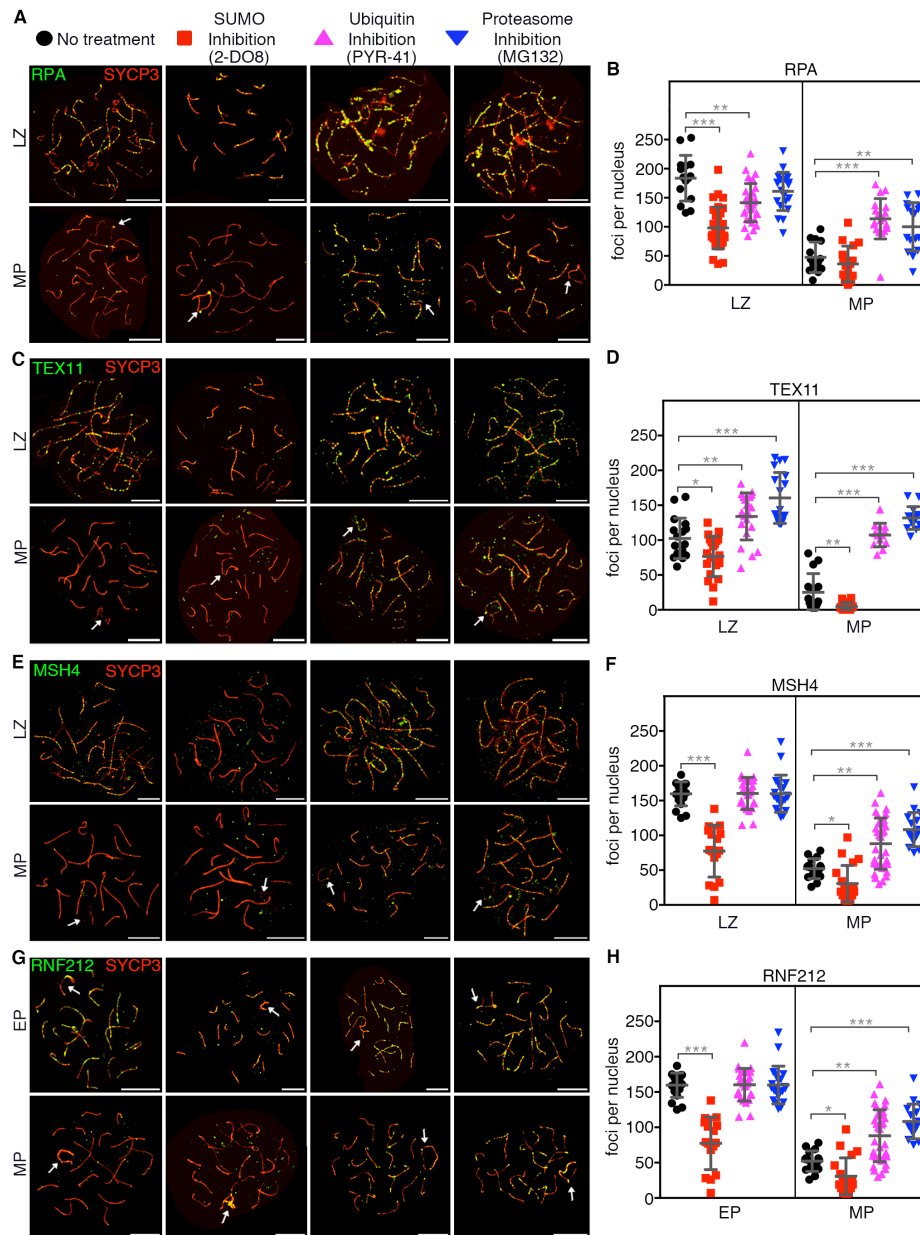 A
No treatment
SUMO
Inhibition
(2-DO8)
Ubiquitin
Inhibition
(PYR-41)
Proteasome
Inhibition
(MG132)
RPA SYCP3
LZ
MP
B
RPA
foci per nucleus
250
200
150
100
50
0
** 
***
**
***
LZ MP
C
TEX11 SYCP3
LZ
MP
D
TEX11
foci per nucleus
250
200
150
100
50
0
***
**
*
***
***
**
LZ MP
E
MSH4 SYCP3
LZ
MP
F
MSH4
foci per nucleus
250
200
150
100
50
0
***
***
**
*
LZ MP
G
RNF212 SYCP3
EP
MP
H
RNF212
foci per nucleus
250
200
150
100
50
0
***
***
**
*
EP MP